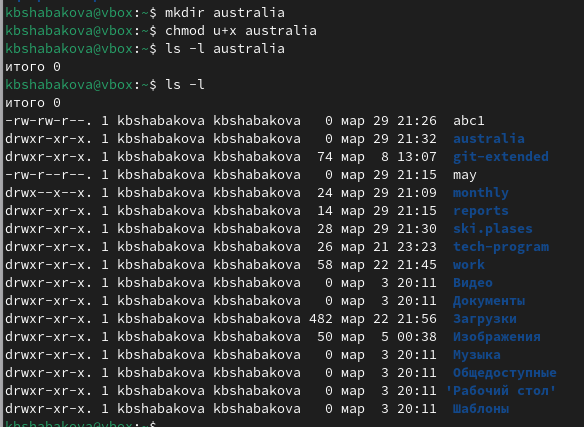 kbshabakova@vbox:~$ mkdir australia
kbshabakova@vbox:~$ chmod u+x australia
kbshabakova@vbox:~$ ls -l australia
итого 0
kbshabakova@vbox:~$ ls -l
итого 0
-rw-rw-r--. 1 kbshabakova kbshabakova   0 мар 29 21:26  abc1
drwxr-xr-x. 1 kbshabakova kbshabakova   0 мар 29 21:32  australia
drwxr-xr-x. 1 kbshabakova kbshabakova  74 мар  8 13:07  git-extended
-rw-r--r--. 1 kbshabakova kbshabakova   0 мар 29 21:15  may
drwx--x--x. 1 kbshabakova kbshabakova  24 мар 29 21:09  monthly
drwxr-xr-x. 1 kbshabakova kbshabakova  14 мар 29 21:15  reports
drwxr-xr-x. 1 kbshabakova kbshabakova  28 мар 29 21:30  ski.plases
drwxr-xr-x. 1 kbshabakova kbshabakova  26 мар 21 23:23  tech-program
drwxr-xr-x. 1 kbshabakova kbshabakova  58 мар 22 21:45  work
drwxr-xr-x. 1 kbshabakova kbshabakova   0 мар  3 20:11  Видео
drwxr-xr-x. 1 kbshabakova kbshabakova   0 мар  3 20:11  Документы
drwxr-xr-x. 1 kbshabakova kbshabakova 482 мар 22 21:56  Загрузки
drwxr-xr-x. 1 kbshabakova kbshabakova  50 мар  5 00:38  Изображения
drwxr-xr-x. 1 kbshabakova kbshabakova   0 мар  3 20:11  Музыка
drwxr-xr-x. 1 kbshabakova kbshabakova   0 мар  3 20:11  Общедоступные
drwxr-xr-x. 1 kbshabakova kbshabakova   0 мар  3 20:11 'Рабочий стол'
drwxr-xr-x. 1 kbshabakova kbshabakova   0 мар  3 20:11  Шаблоны
kbshabakova@vbox:~$